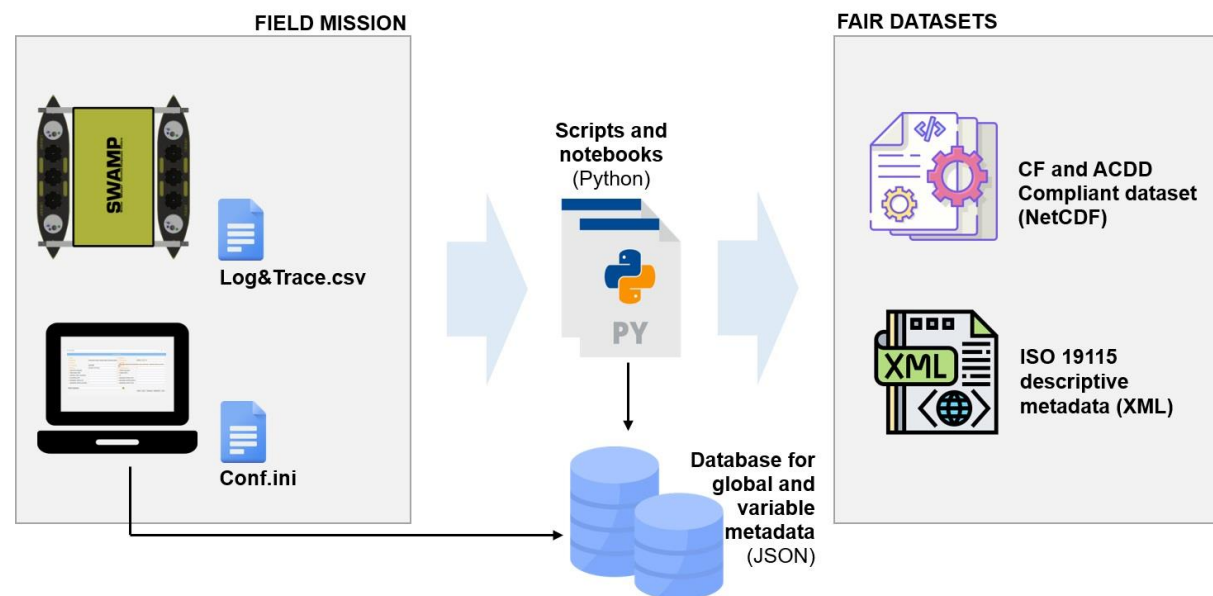 FIELD MISSION
SWAMP
Log&Trace.csv
Conf.ini
Scripts and
notebooks
(Python)
PY
Database for
global and
variable
metadata
(JSON)
FAIR DATASETS
</>
CF and ACDD
Compliant dataset
(NetCDF)
XML
ISO 19115
descriptive
metadata (XML)